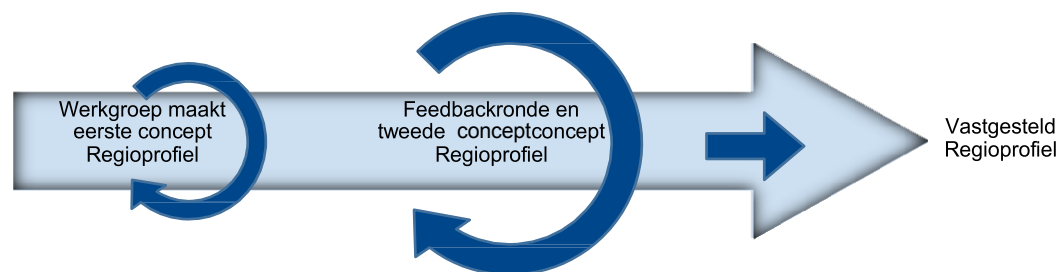 Werkgroep maakt
eerste concept
Regioprofiel
Feedbackronde en
tweede conceptconcept
Regioprofiel
Vastgesteld
Regioprofiel